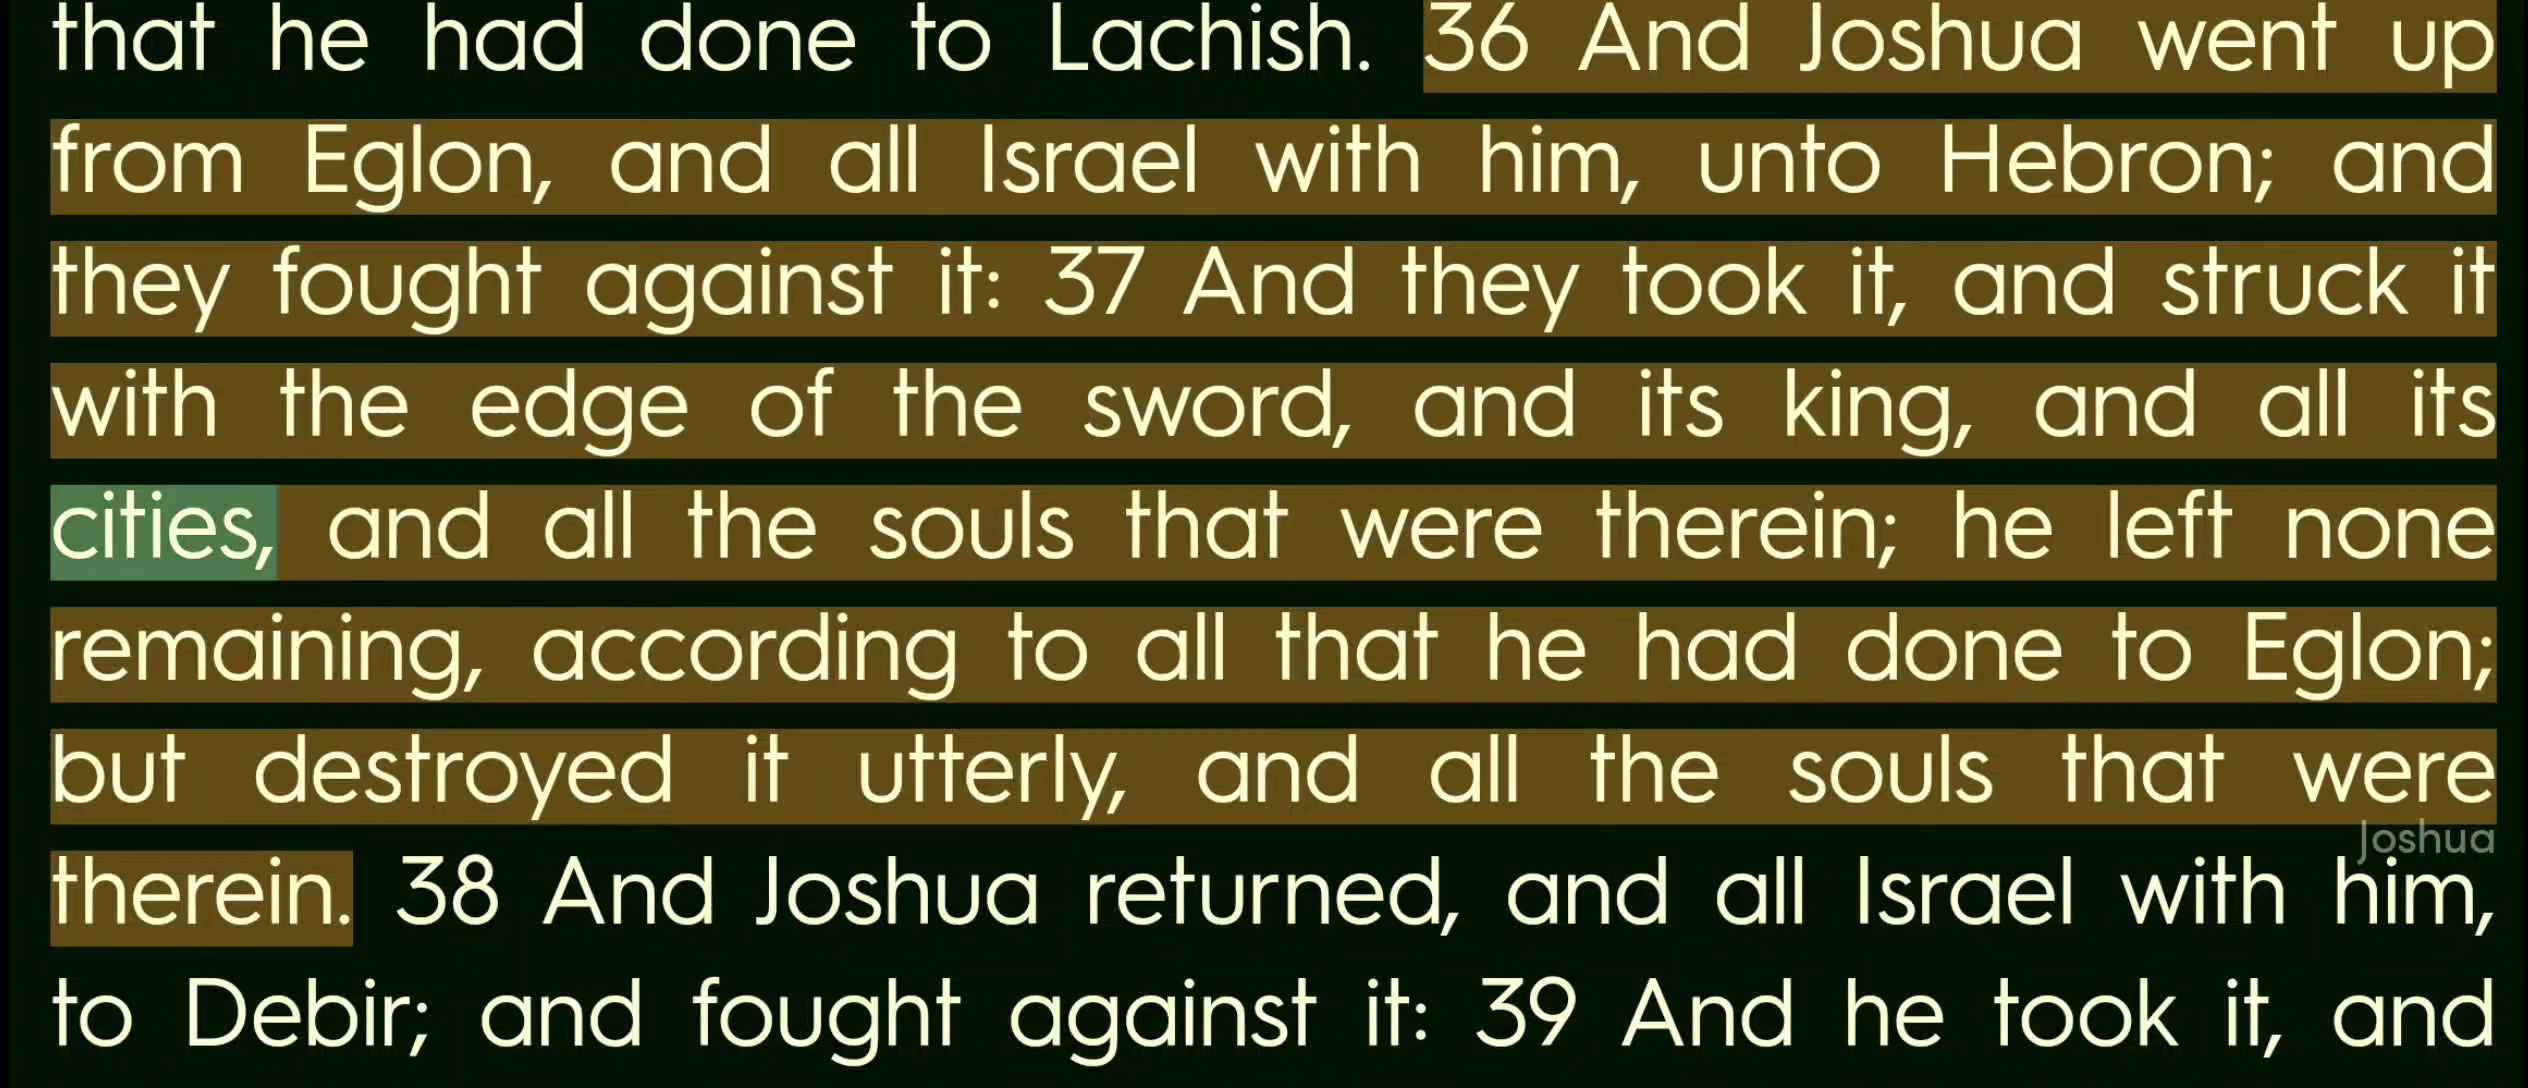 that he had done to Lachish. 36 And Joshua went up
from Eglon, and all Israel with him, unto Hebron; and
they fought against it: 37 And they took it, and struck it
with the edge of the sword, and its king, and all its
cities, and all the souls that were therein; he left none
remaining, according to all that he had done to Eglon;
but destroyed it utterly, and all the souls that were
Joshua
therein. 38 And Joshua returned, and all Israel with him,
to Debir; and fought against it: 39 And he took it, and